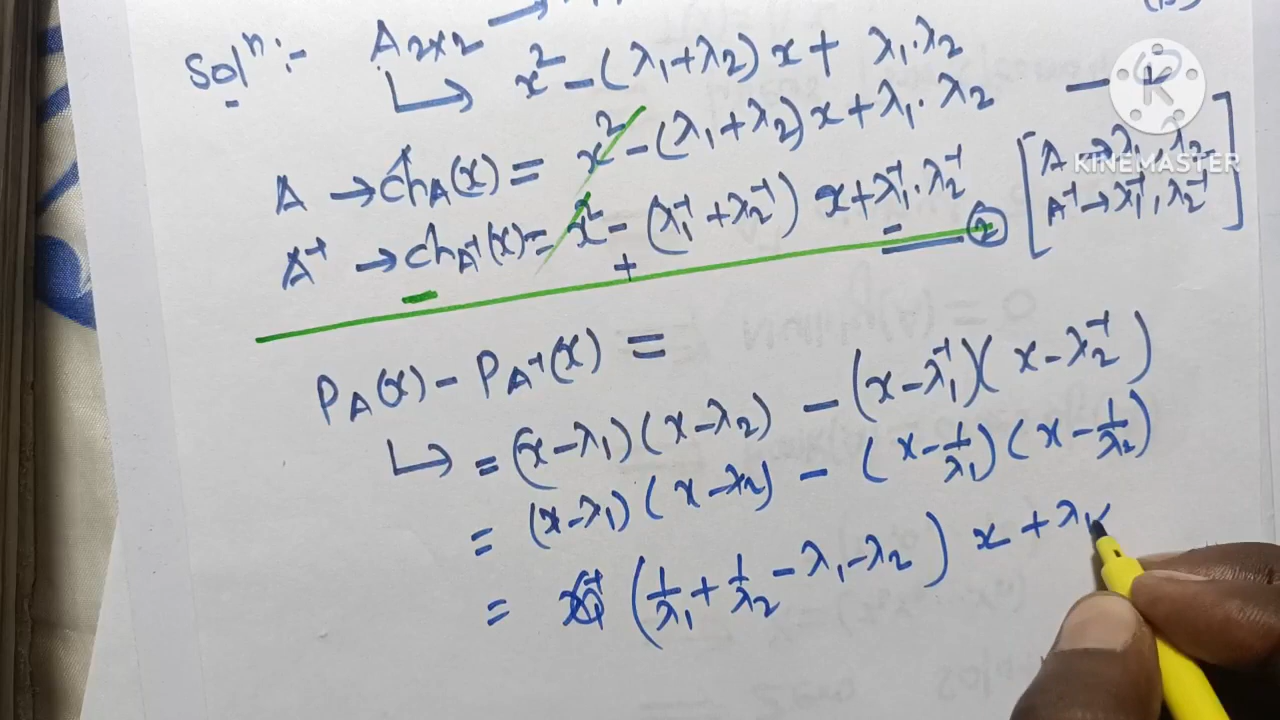 Solⁿ:- A₂ₓ₂ →
↳ x² - (λ₁+λ₂)x + λ₁.λ₂
A → ch_A(x) = x² - (λ₁+λ₂)x + λ₁.λ₂ —
A⁻¹ → ch_A⁻¹(x) = x² - (λ₁⁻¹+λ₂⁻¹)x + λ₁⁻¹.λ₂⁻¹ — ②
+
[A → λ₁, λ₂
A⁻¹ → λ₁⁻¹, λ₂⁻¹]
K
KINEMASTER
P_A(x) - P_A⁻¹(x) =
↳ = (x-λ₁)(x-λ₂) - (x-λ₁⁻¹)(x-λ₂⁻¹)
= (x-λ₁)(x-λ₂) - (x-1/λ₁)(x-1/λ₂)
= (1/λ₁ + 1/λ₂ - λ₁ - λ₂)x + λ₁